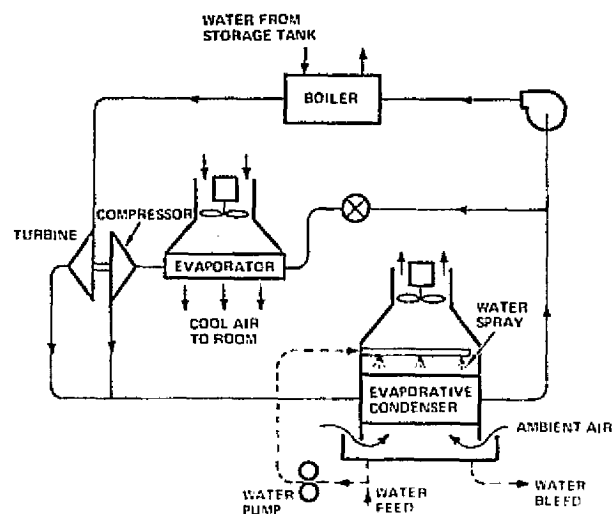 WATER FROM
STORAGE TANK
BOILER
COMPRESSOR
TURBINE
EVAPORATOR
COOL AIR
TO ROOM
WATER
SPRAY
EVAPORATIVE
CONDENSER
AMBIENT AIR
WATER
PUMP
WATER
FEED
WATER
BLEED